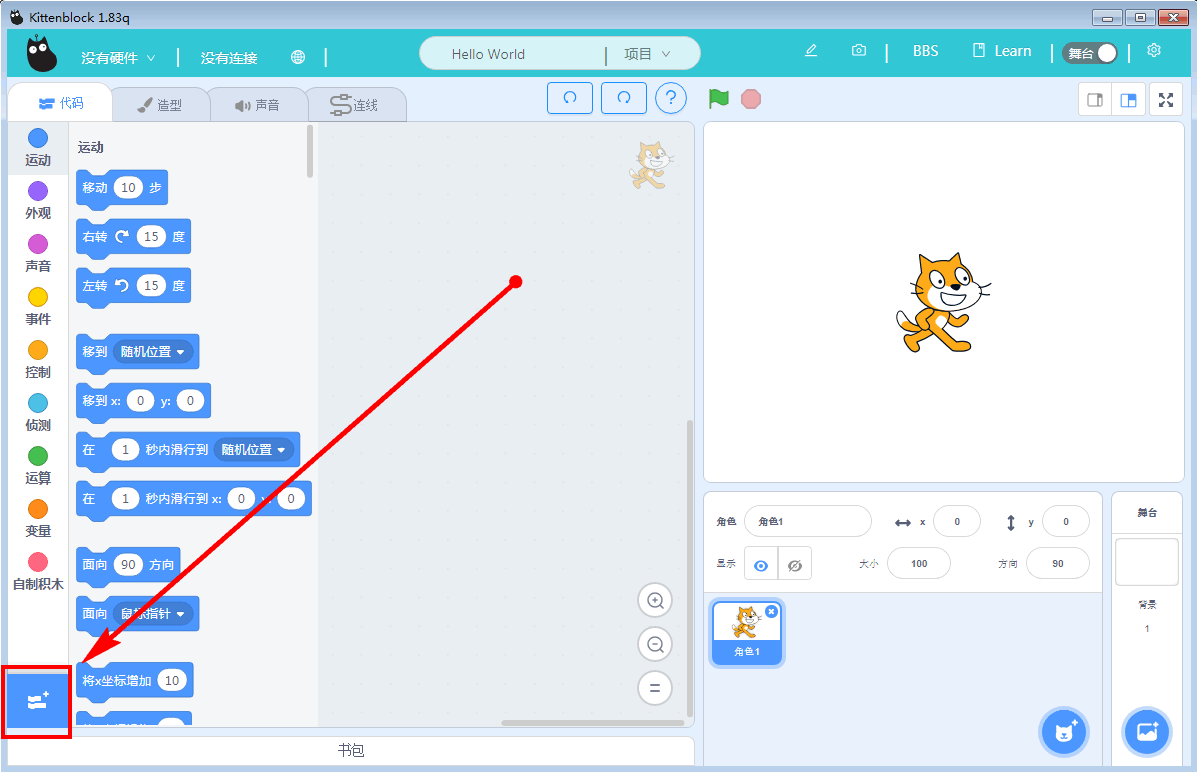 Kittenblock 1.83q
没有硬件 没有连接 Hello World 项目 BBS Learn 舞台
代码 造型 声音 连线 ?
运动
外观
声音
事件
控制
侦测
运算
变量
自制积木
运动
移动 10 步
右转 15 度
左转 15 度
移到 随机位置
移到 x: 0 y: 0
在 1 秒内滑行到 随机位置
在 1 秒内滑行到 x: 0 0
面向 90 方向
面向 鼠标指针
将x坐标增加 10
书包
角色 角色1 x 0 y 0
显示 大小 100 方向 90
角色1
舞台
背景
1